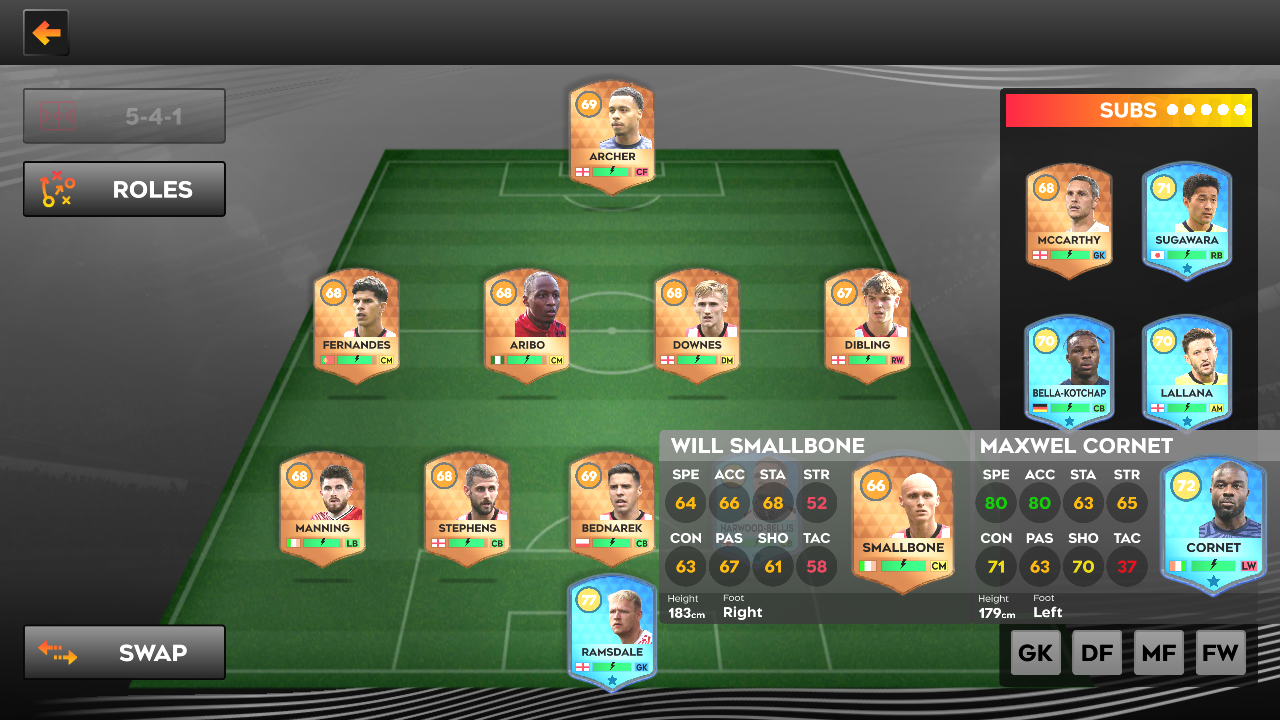 5-4-1
ROLES
69
ARCHER
CF
68
FERNANDES
CM
68
ARIBO
CM
68
DOWNES
DM
67
DIBLING
RW
68
MANNING
LB
68
STEPHENS
CB
69
BEDNAREK
CB
HARWOOD-BELLIS
77
RAMSDALE
GK
SWAP
SUBS
68
MCCARTHY
GK
71
SUGAWARA
RB
70
BELLA-KOTCHAP
CB
70
LALLANA
AM
WILL SMALLBONE
SPE ACC STA STR
64 66 68 52
CON PAS SHO TAC
63 67 61 58
Height Foot
183cm Right
66
SMALLBONE
CM
MAXWEL CORNET
SPE ACC STA STR
80 80 63 65
CON PAS SHO TAC
71 63 70 37
Height Foot
179cm Left
72
CORNET
LW
GK DF MF FW